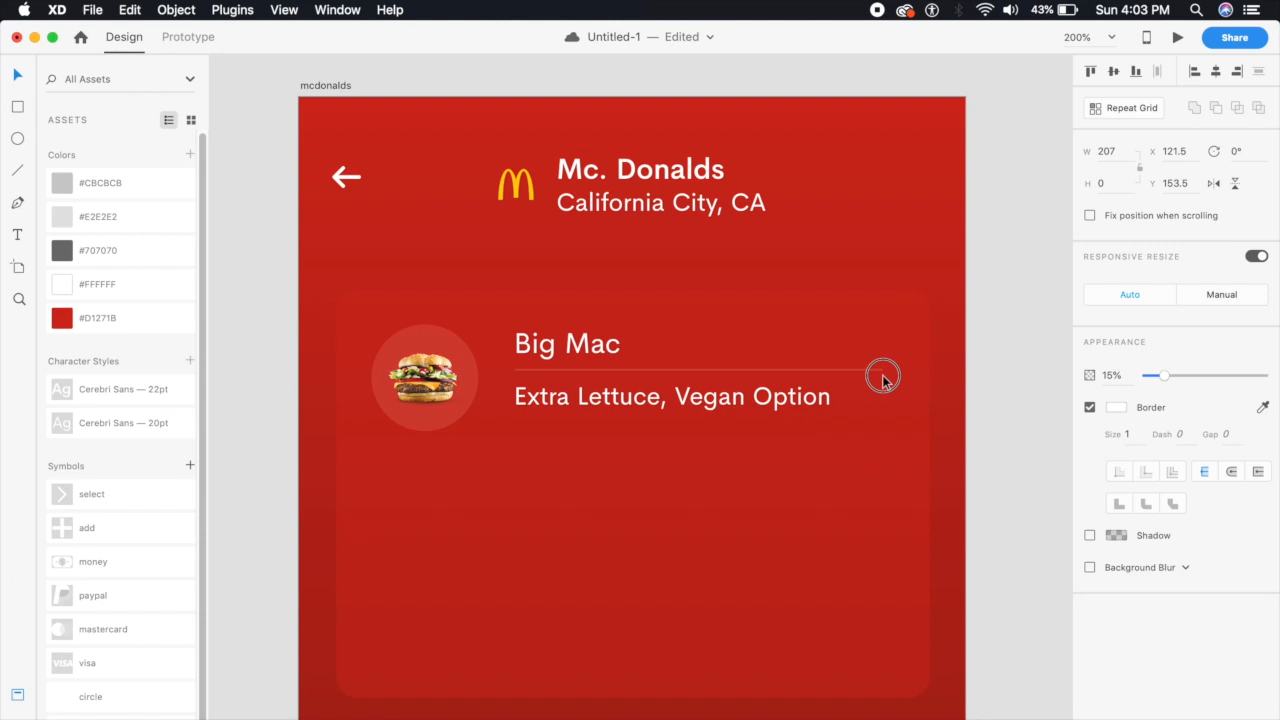 XD File Edit Object Plugins View Window Help 43% Sun 4:03 PM
Design Prototype Untitled-1 — Edited 200% Share
All Assets
ASSETS
Colors
#CBCBCB
#E2E2E2
#707070
#FFFFFF
#D1271B
Character Styles
Ag Cerebri Sans — 22pt
Ag Cerebri Sans — 20pt
Symbols
select
add
money
paypal
mastercard
VISA visa
circle
mcdonalds
Mc. Donalds
California City, CA
Big Mac
Extra Lettuce, Vegan Option
Repeat Grid
W 207 X 121.5 0°
H 0 Y 153.5
Fix position when scrolling
RESPONSIVE RESIZE
Auto Manual
APPEARANCE
15%
Border
Size 1 Dash 0 Gap 0
Shadow
Background Blur